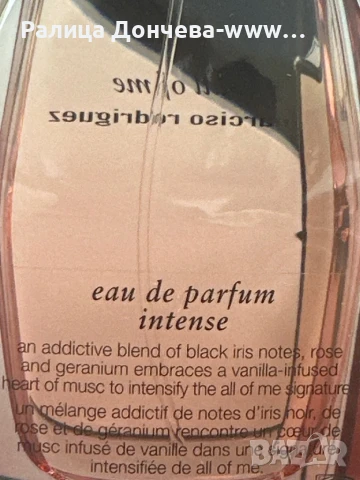 Ралица Дончева-www...
all of me
narciso rodriguez
eau de parfum
intense
an addictive blend of black iris notes, rose
and geranium embraces a vanilla-infused
heart of musc to intensify the all of me signature
un mélange addictif de notes d'iris noir, de
rose et de géranium rencontre un cœur de
musc infusé de vanille dans une signature
intensifiée de all of me.
BAZAR